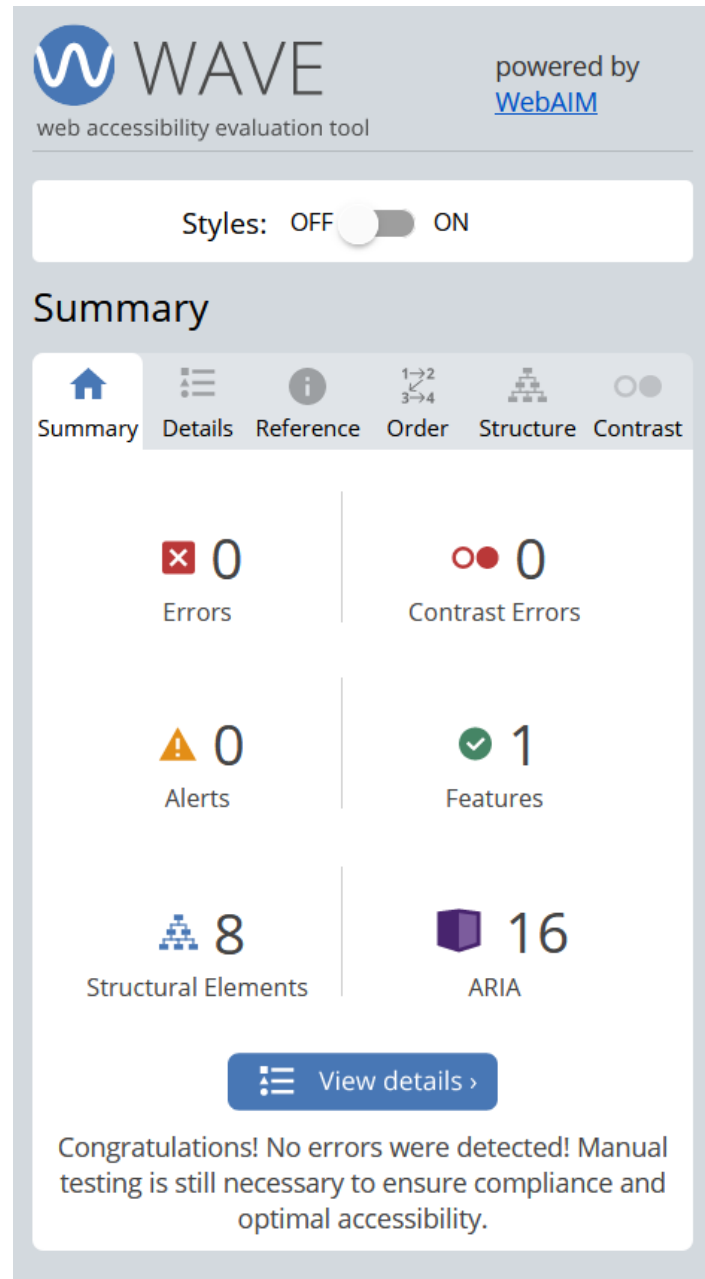 WAVE
web accessibility evaluation tool
powered by
WebAIM
Styles: OFF ON
Summary
1→2
3→4
Summary Details Reference Order Structure Contrast
0
Errors
0
Contrast Errors
0
Alerts
1
Features
8
Structural Elements
16
ARIA
View details ›
Congratulations! No errors were detected! Manual
testing is still necessary to ensure compliance and
optimal accessibility.